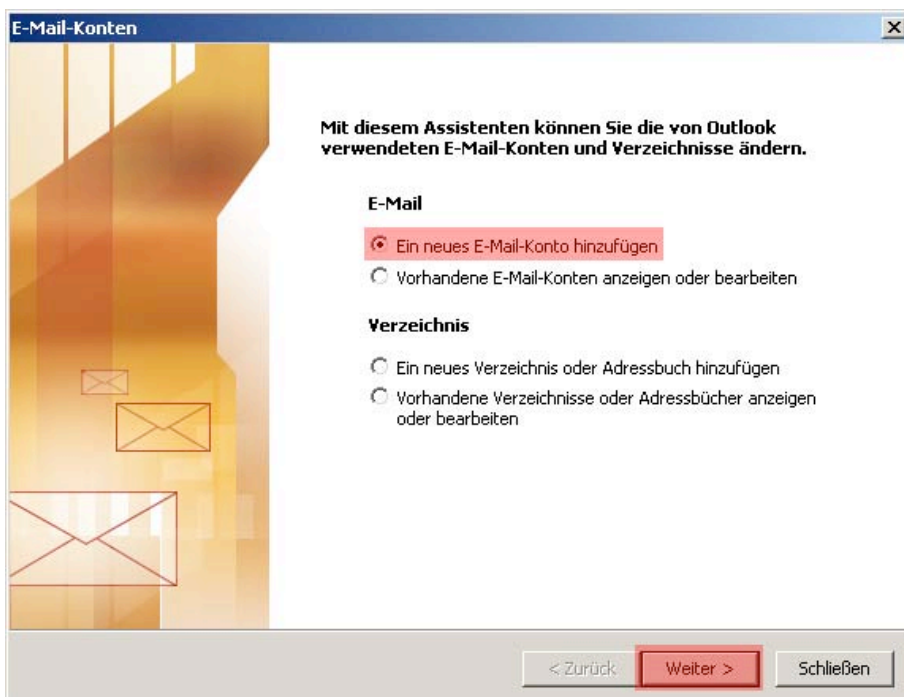 E-Mail-Konten
Mit diesem Assistenten können Sie die von Outlook
verwendeten E-Mail-Konten und Verzeichnisse ändern.
E-Mail
Ein neues E-Mail-Konto hinzufügen
Vorhandene E-Mail-Konten anzeigen oder bearbeiten
Verzeichnis
Ein neues Verzeichnis oder Adressbuch hinzufügen
Vorhandene Verzeichnisse oder Adressbücher anzeigen
oder bearbeiten
< Zurück Weiter > Schließen